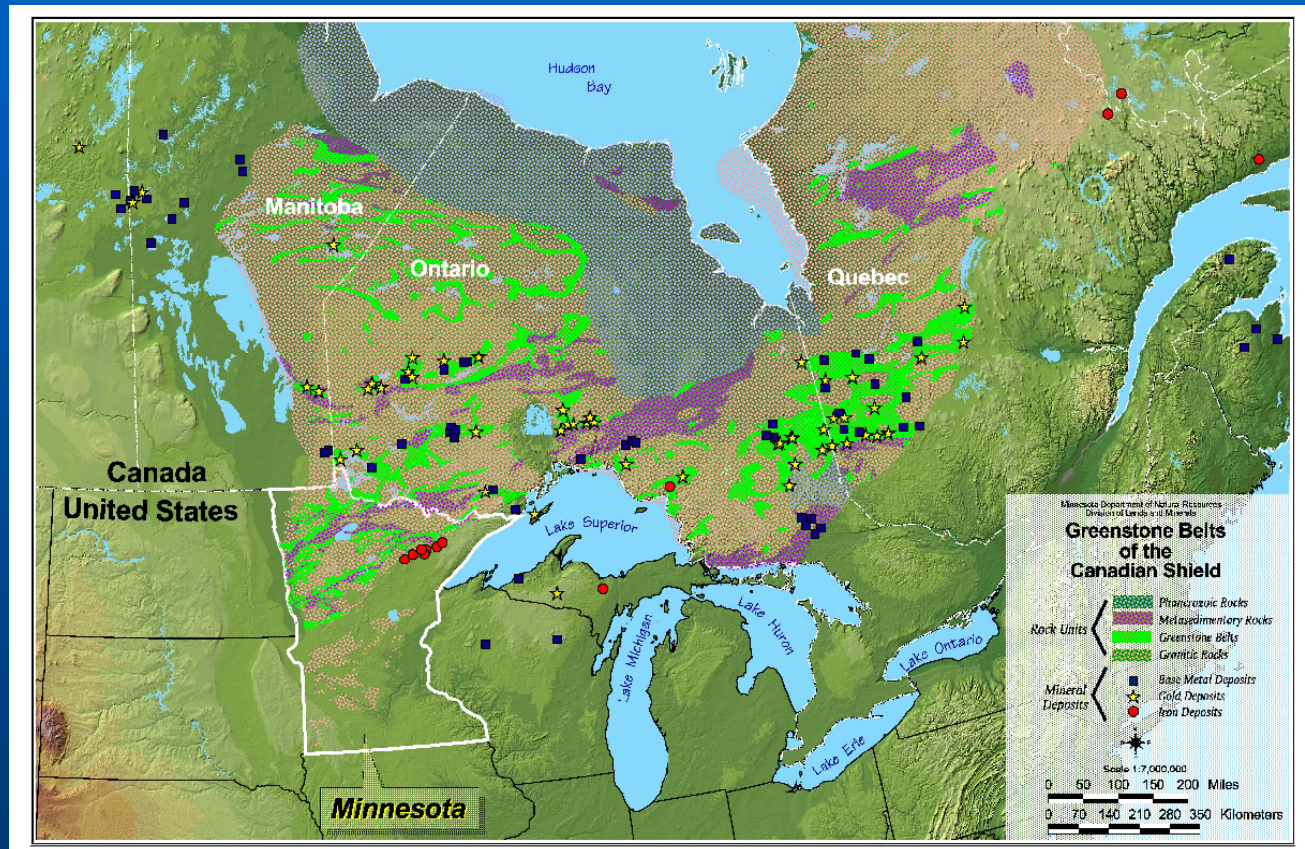 Hudson
Bay
Manitoba
Ontario
Quebec
Canada
United States
Lake Superior
Lake Michigan
Lake Huron
Lake Ontario
Lake Erie
Minnesota
Minnesota Department of Natural Resources
Division of Lands and Minerals
Greenstone Belts
of the
Canadian Shield
Rock Units
Phanerozoic Rocks
Metasedimentary Rocks
Greenstone Belts
Granitic Rocks
Mineral
Deposits
Base Metal Deposits
Gold Deposits
Iron Deposits
Scale 1:7,000,000
0 50 100 150 200 Miles
0 70 140 210 280 350 Kilometers